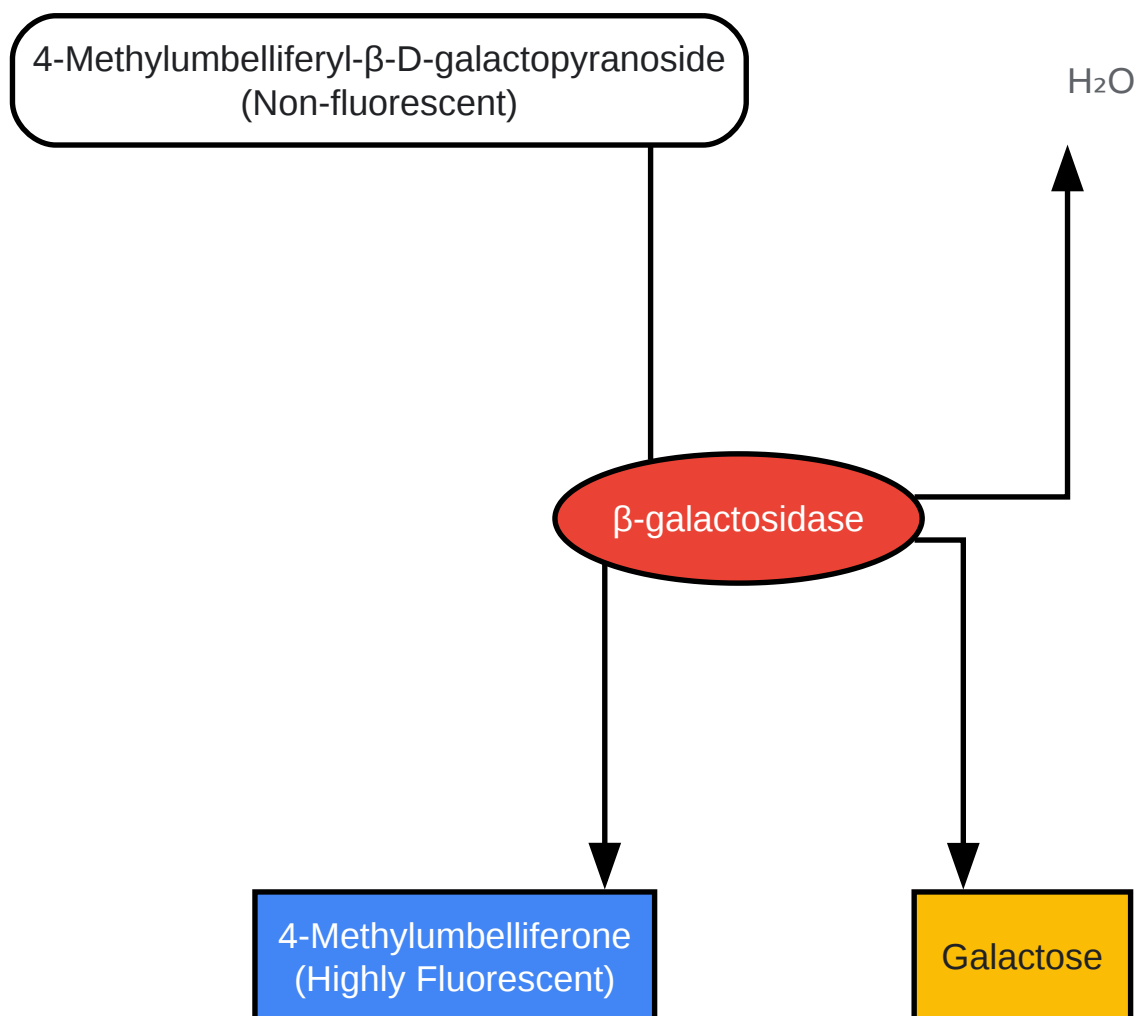 4-Methylumbelliferyl-β-D-galactopyranoside
(Non-fluorescent)
H₂O
β-galactosidase
4-Methylumbelliferone
(Highly Fluorescent)
Galactose